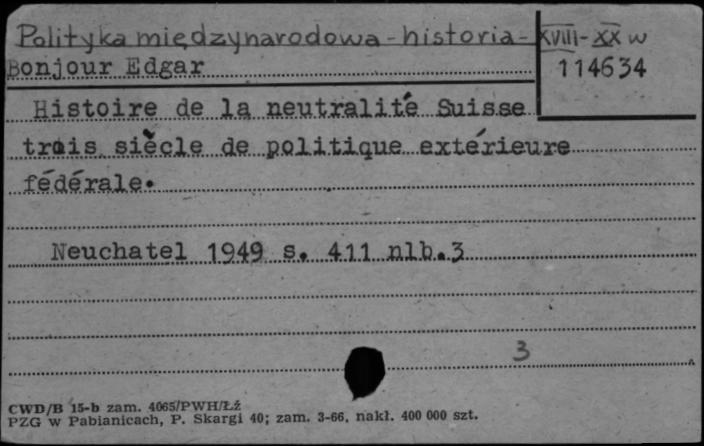 Polityka międzynarodowa - historia - XVIII - XX w
Bonjour Edgar
114634
Histoire de la neutralité Suisse
trois siècle de politique extérieure
fédérale.
Neuchatel 1949 s. 411 nlb.3
3
CWD/B 15-b zam. 4065/PWH/Łż
PZG w Pabianicach, P. Skargi 40; zam. 3-66, nakł. 400 000 szt.